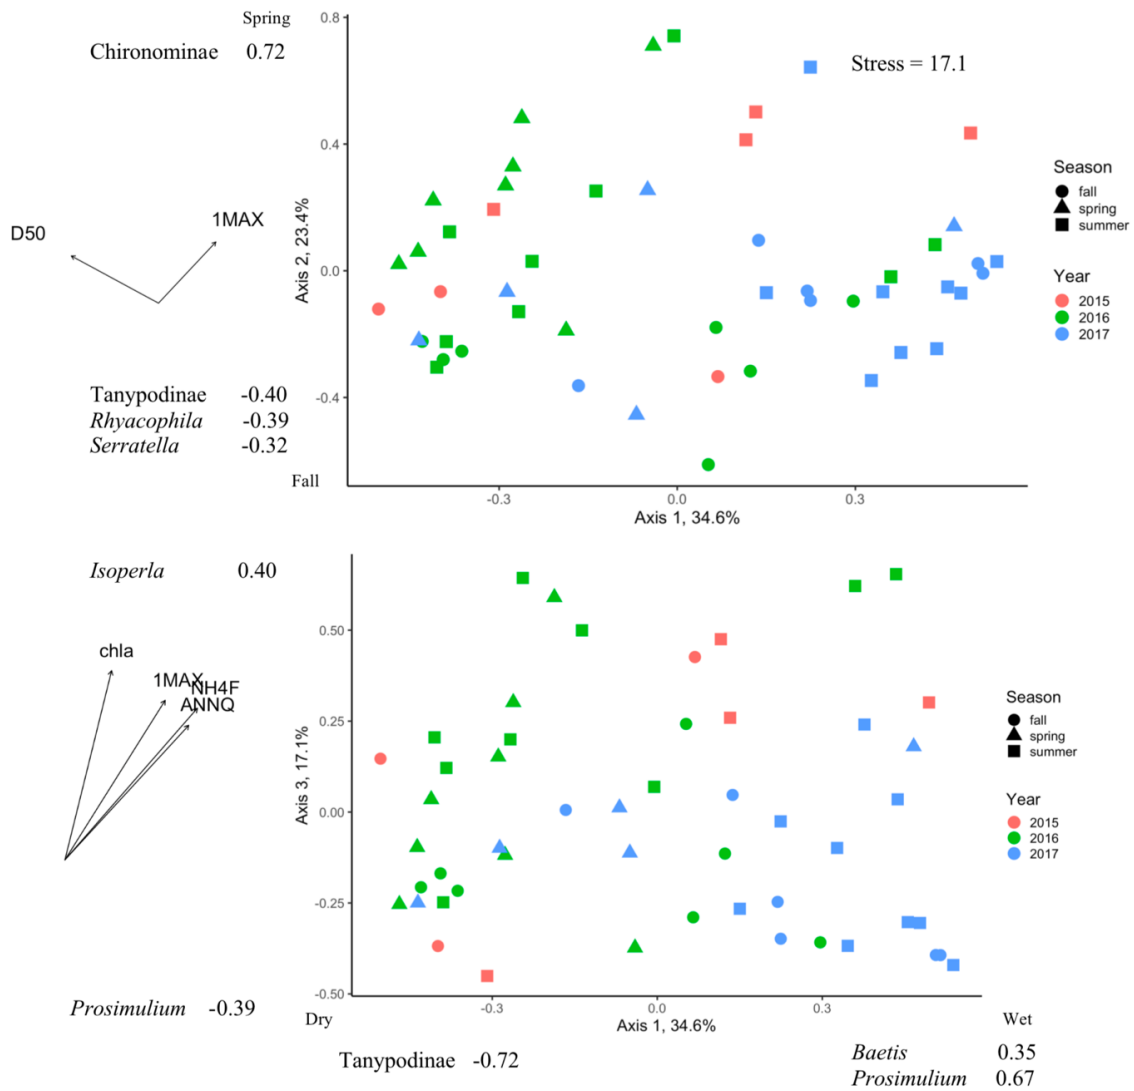 Spring
Chironominae 0.72
Stress = 17.1
D50
1MAX
Tanypodinae -0.40
Rhyacophila -0.39
Serratella -0.32
Fall
0.8
0.4
0.0
-0.4
Axis 2, 23.4%
-0.3 0.0 0.3
Axis 1, 34.6%
Season
fall
spring
summer
Year
2015
2016
2017
Isoperla 0.40
chla
1MAX
NH4F
ANNQ
Prosimulium -0.39
0.50
0.25
0.00
-0.25
-0.50
Axis 3, 17.1%
-0.3 0.0 0.3
Dry
Axis 1, 34.6%
Wet
Season
fall
spring
summer
Year
2015
2016
2017
Tanypodinae -0.72
Baetis 0.35
Prosimulium 0.67